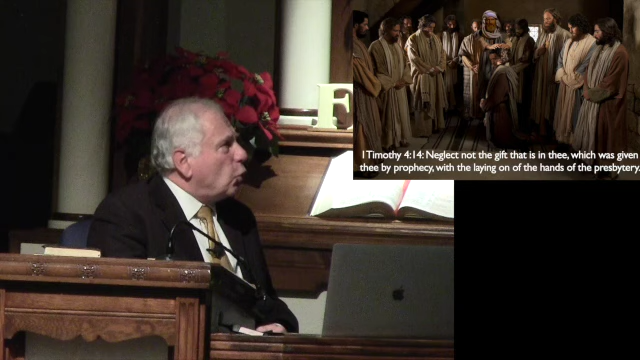 1Timothy 4:14: Neglect not the gift that is in thee, which was given
thee by prophecy, with the laying on of the hands of the presbytery.